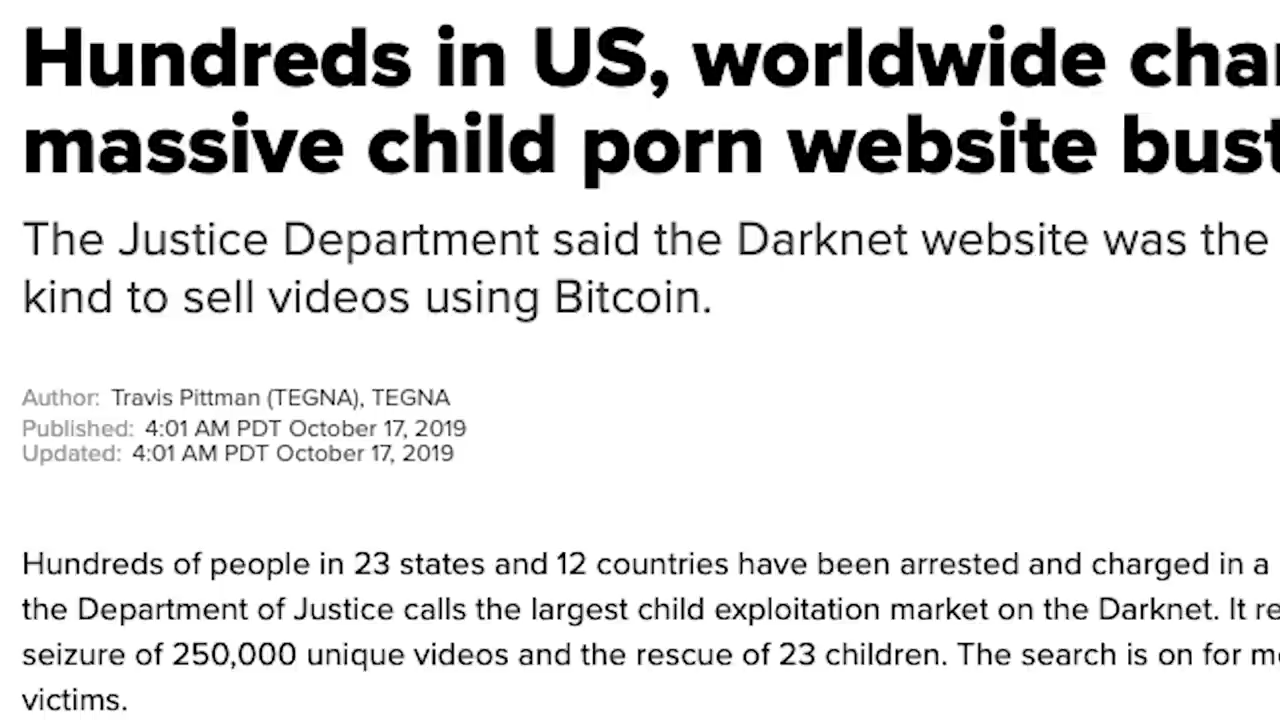 Hundreds in US, worldwide
massive child porn website
The Justice Department said the Darknet website was the
kind to sell videos using Bitcoin.
Author: Travis Pittman (TEGNA), TEGNA
Published: 4:01 AM PDT October 17, 2019
Updated: 4:01 AM PDT October 17, 2019
Hundreds of people in 23 states and 12 countries have been arrested and charged in a
the Department of Justice calls the largest child exploitation market on the Darknet. It
seizure of 250,000 unique videos and the rescue of 23 children. The search is on for
victims.